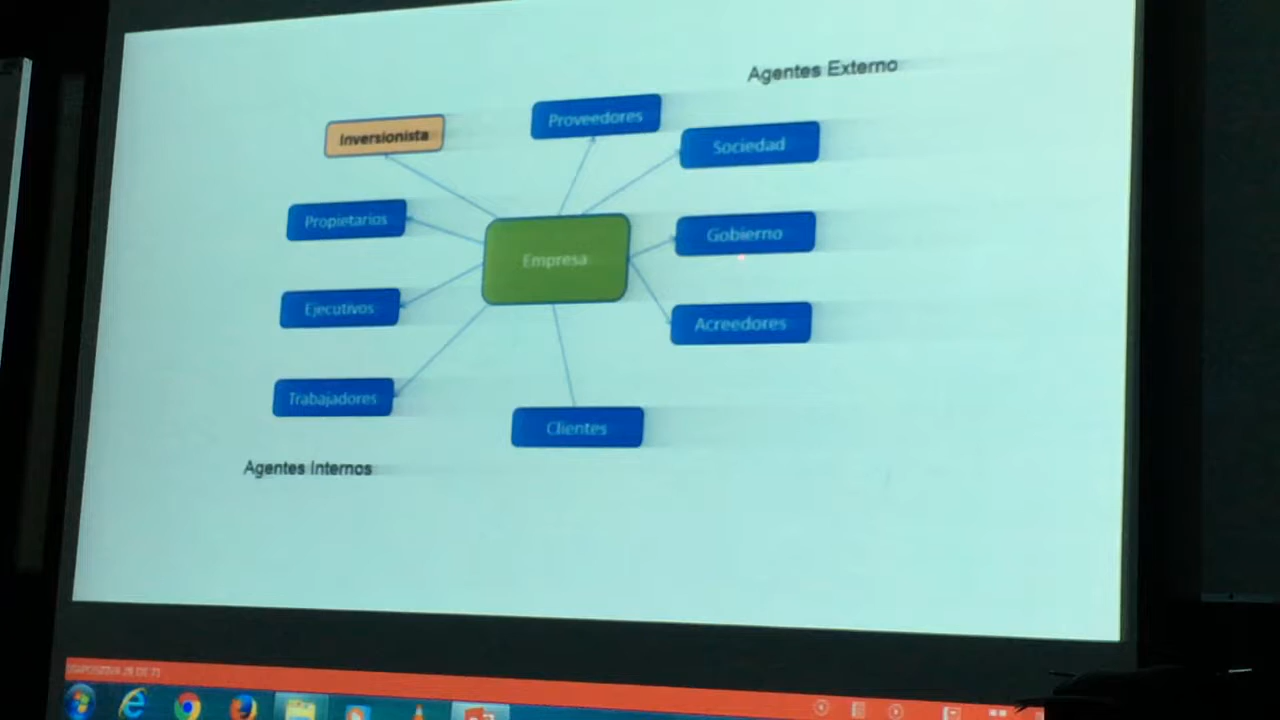 Agentes Externo
Inversionista
Proveedores
Sociedad
Propietarios
Gobierno
Empresa
Ejecutivos
Acreedores
Trabajadores
Clientes
Agentes Internos